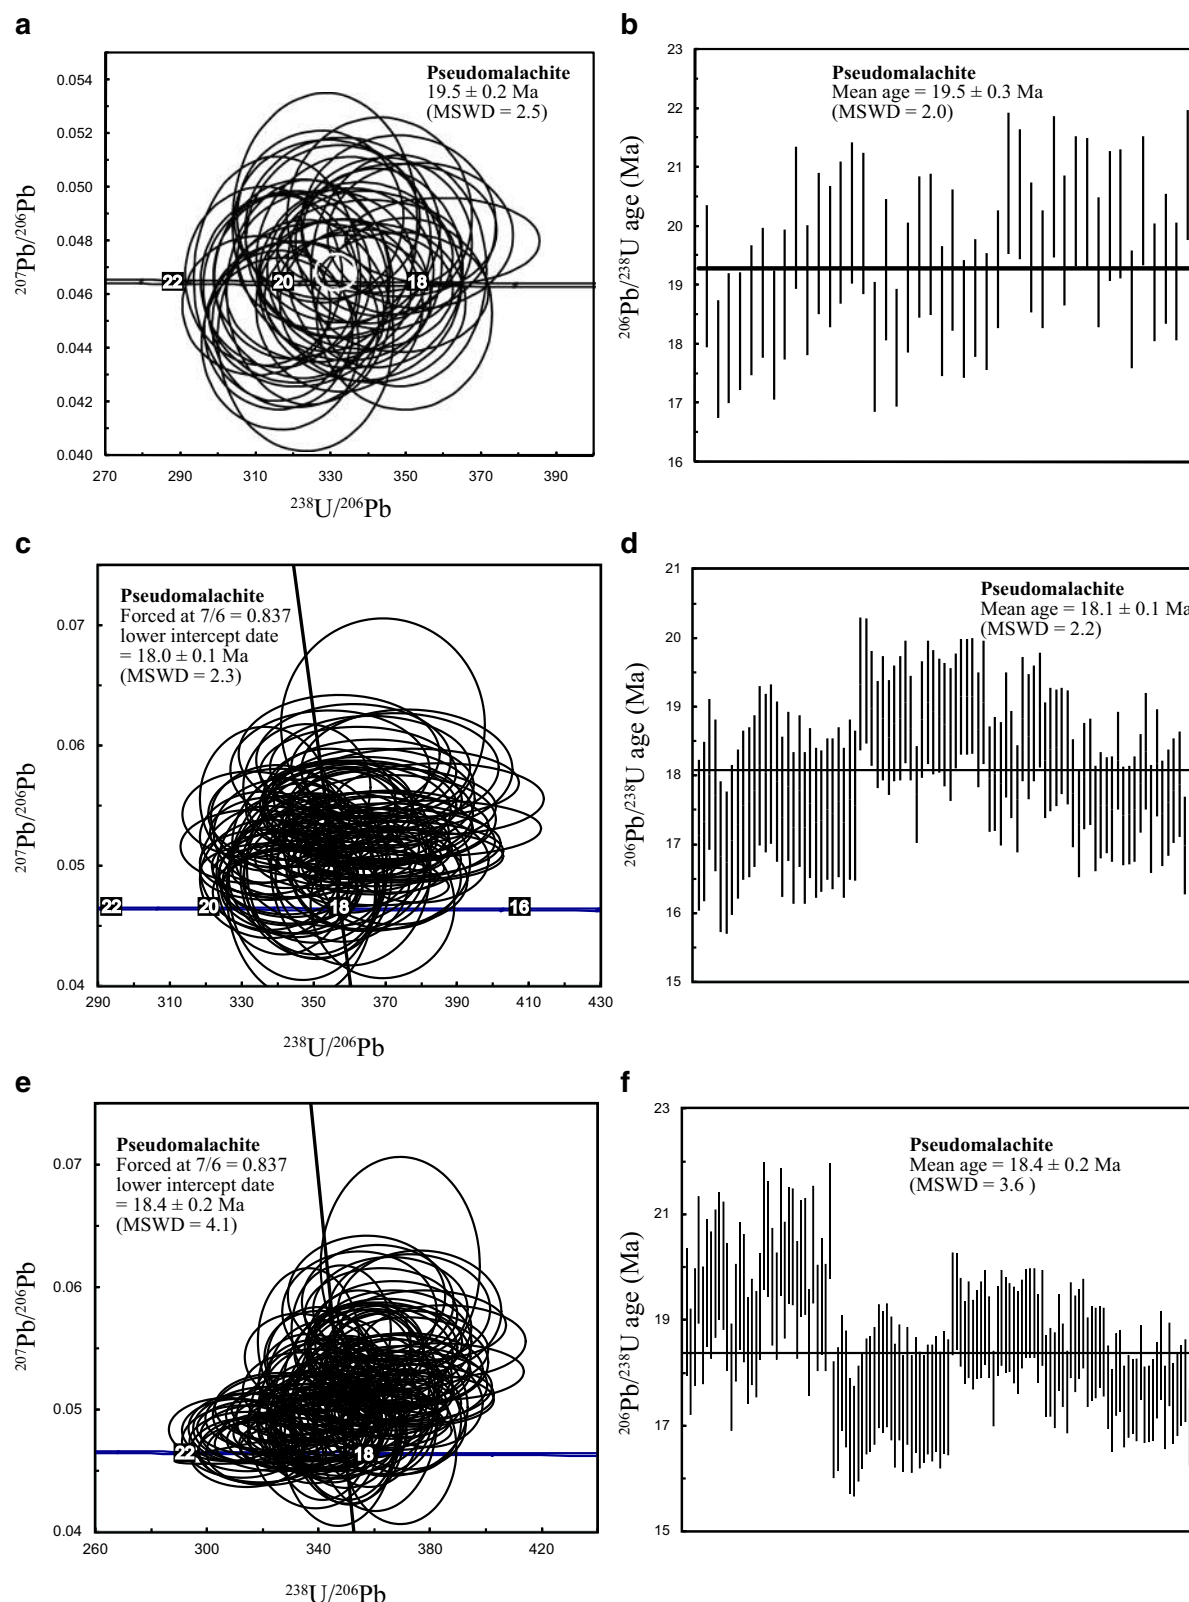 a
Pseudomalachite
19.5 ± 0.2 Ma
(MSWD = 2.5)
0.054
0.052
0.050
0.048
0.046
0.044
0.042
0.040
207Pb/206Pb
22
20
18
270 290 310 330 350 370 390
238U/206Pb
b
Pseudomalachite
Mean age = 19.5 ± 0.3 Ma
(MSWD = 2.0)
23
22
21
20
19
18
17
16
206Pb/238U age (Ma)
c
Pseudomalachite
Forced at 7/6 = 0.837
lower intercept date
= 18.0 ± 0.1 Ma
(MSWD = 2.3)
0.07
0.06
0.05
0.04
207Pb/206Pb
22
20
18
16
290 310 330 350 370 390 410 430
238U/206Pb
d
Pseudomalachite
Mean age = 18.1 ± 0.1 Ma
(MSWD = 2.2)
21
20
19
18
17
16
15
206Pb/238U age (Ma)
e
Pseudomalachite
Forced at 7/6 = 0.837
lower intercept date
= 18.4 ± 0.2 Ma
(MSWD = 4.1)
0.07
0.06
0.05
0.04
207Pb/206Pb
22
18
260 300 340 380 420
238U/206Pb
f
Pseudomalachite
Mean age = 18.4 ± 0.2 Ma
(MSWD = 3.6 )
23
21
19
17
15
206Pb/238U age (Ma)